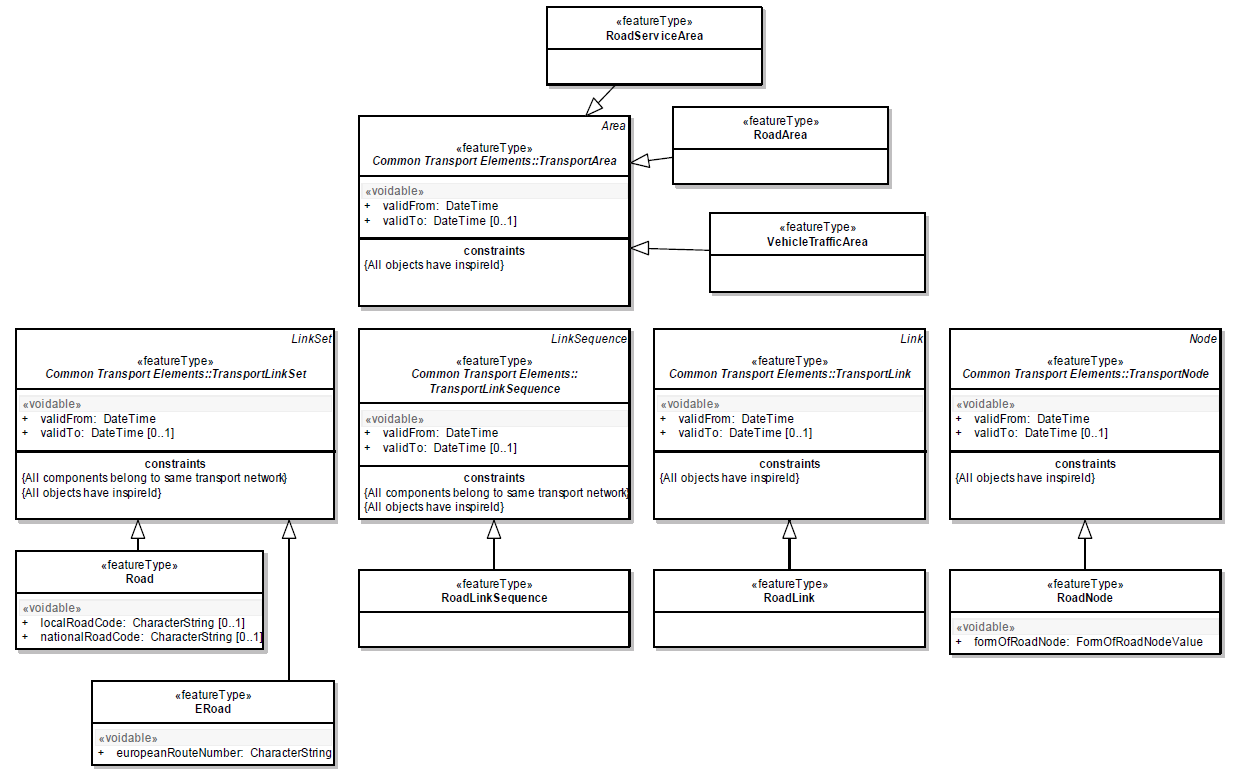 «featureType»
RoadServiceArea
Area
«featureType»
Common Transport Elements::TransportArea
«voidable»
+ validFrom: DateTime
+ validTo: DateTime [0..1]
constraints
{All objects have inspireId}
«featureType»
RoadArea
«featureType»
VehicleTrafficArea
LinkSet
«featureType»
Common Transport Elements::TransportLinkSet
«voidable»
+ validFrom: DateTime
+ validTo: DateTime [0..1]
constraints
{All components belong to same transport network}
{All objects have inspireId}
LinkSequence
«featureType»
Common Transport Elements::
TransportLinkSequence
«voidable»
+ validFrom: DateTime
+ validTo: DateTime [0..1]
constraints
{All components belong to same transport network}
{All objects have inspireId}
Link
«featureType»
Common Transport Elements::TransportLink
«voidable»
+ validFrom: DateTime
+ validTo: DateTime [0..1]
constraints
{All objects have inspireId}
Node
«featureType»
Common Transport Elements::TransportNode
«voidable»
+ validFrom: DateTime
+ validTo: DateTime [0..1]
constraints
{All objects have inspireId}
«featureType»
Road
«voidable»
+ localRoadCode: CharacterString [0..1]
+ nationalRoadCode: CharacterString [0..1]
«featureType»
RoadLinkSequence
«featureType»
RoadLink
«featureType»
RoadNode
«voidable»
+ formOfRoadNode: FormOfRoadNodeValue
«featureType»
ERoad
«voidable»
+ europeanRouteNumber: CharacterString